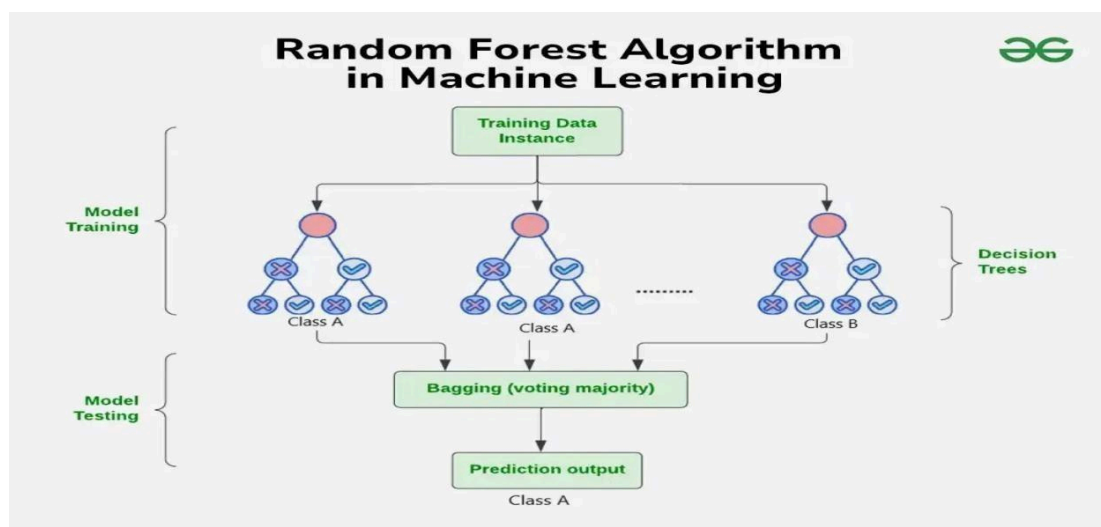 Random Forest Algorithm
in Machine Learning
Training Data
Instance
Model
Training
Decision
Trees
Class A
Class A
.........
Class B
Bagging (voting majority)
Model
Testing
Prediction output
Class A